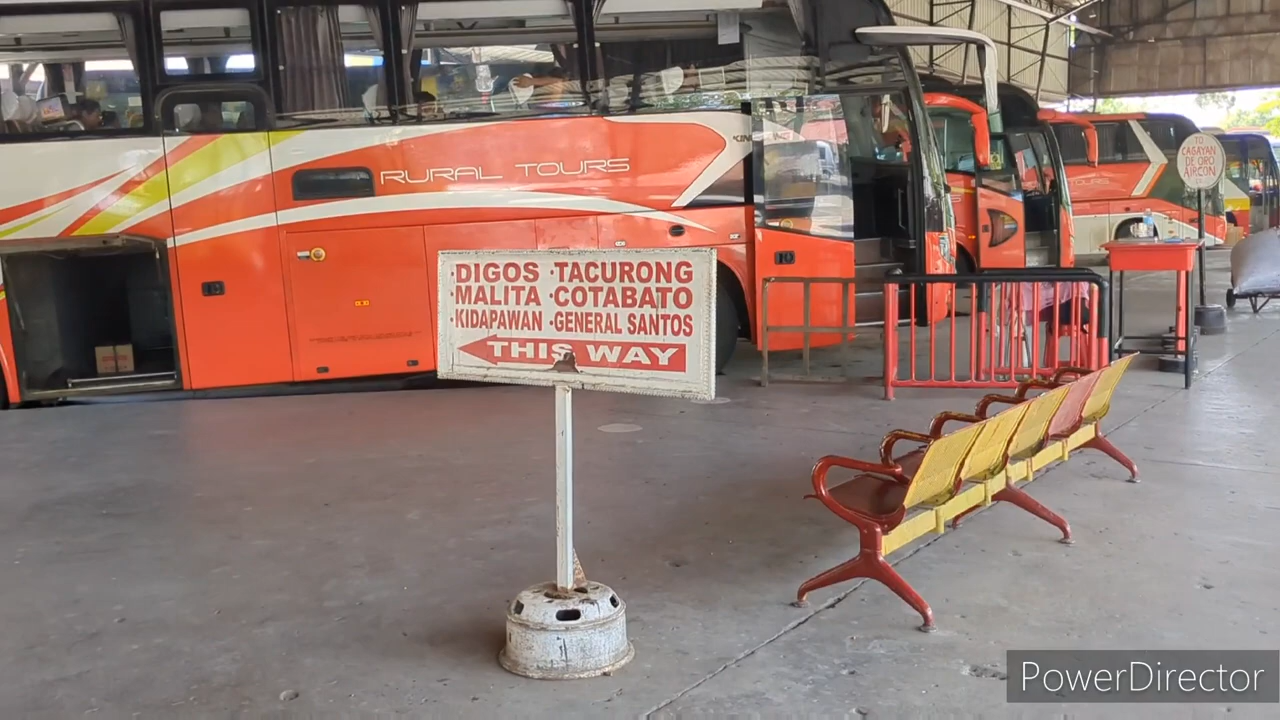 RURAL TOURS
TO
CAGAYAN
DE ORO
AIRCON
·DIGOS ·TACURONG
·MALITA ·COTABATO
·KIDAPAWAN ·GENERAL SANTOS
THIS WAY
PowerDirector